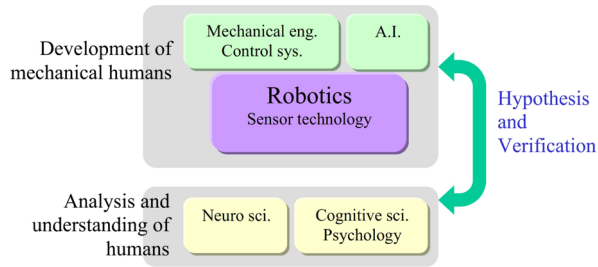 Development of
mechanical humans
Mechanical eng.
Control sys.
A.I.
Robotics
Sensor technology
Hypothesis
and
Verification
Analysis and
understanding of
humans
Neuro sci.
Cognitive sci.
Psychology